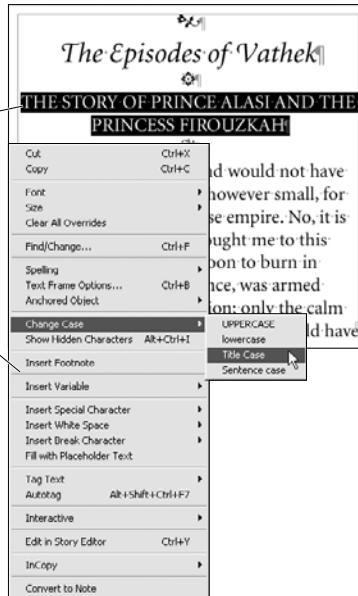 The Episodes of Vathek
THE STORY OF PRINCE ALASI AND THE
PRINCESS FIROUZKAH
Cut Ctrl+X
Copy Ctrl+C
Font
Size
Clear All Overrides
Find/Change... Ctrl+F
Spelling
Text Frame Options... Ctrl+B
Anchored Object
Change Case
Show Hidden Characters Alt+Ctrl+I
Insert Footnote
Insert Variable
Insert Special Character
Insert White Space
Insert Break Character
Fill with Placeholder Text
Tag Text
Autotag Alt+Shift+Ctrl+F7
Interactive
Edit in Story Editor Ctrl+Y
InCopy
Convert to Note
would not have
however small, for
se empire. No, it is
ught me to this
oon to burn in
nce, was armed
ion: only the calm
ld have
UPPERCASE
lowercase
Title Case
Sentence case